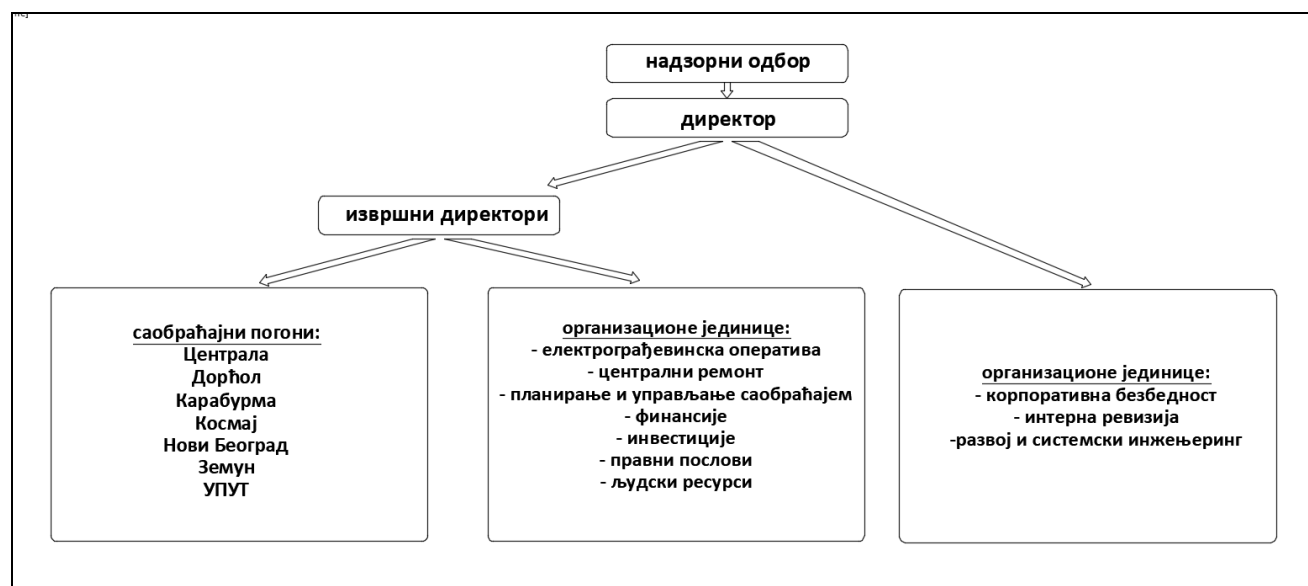 надзорни одбор
директор
извршни директори
саобраћајни погони:
Централа
Дорћол
Карабурма
Космај
Нови Београд
Земун
УПУТ
организационе јединице:
- електрограђевинска оператива
- централни ремонт
- планирање и управљање саобраћајем
- финансије
- инвестиције
- правни послови
- људски ресурси
организационе јединице:
- корпоративна безбедност
- интерна ревизија
-развој и системски инжењеринг